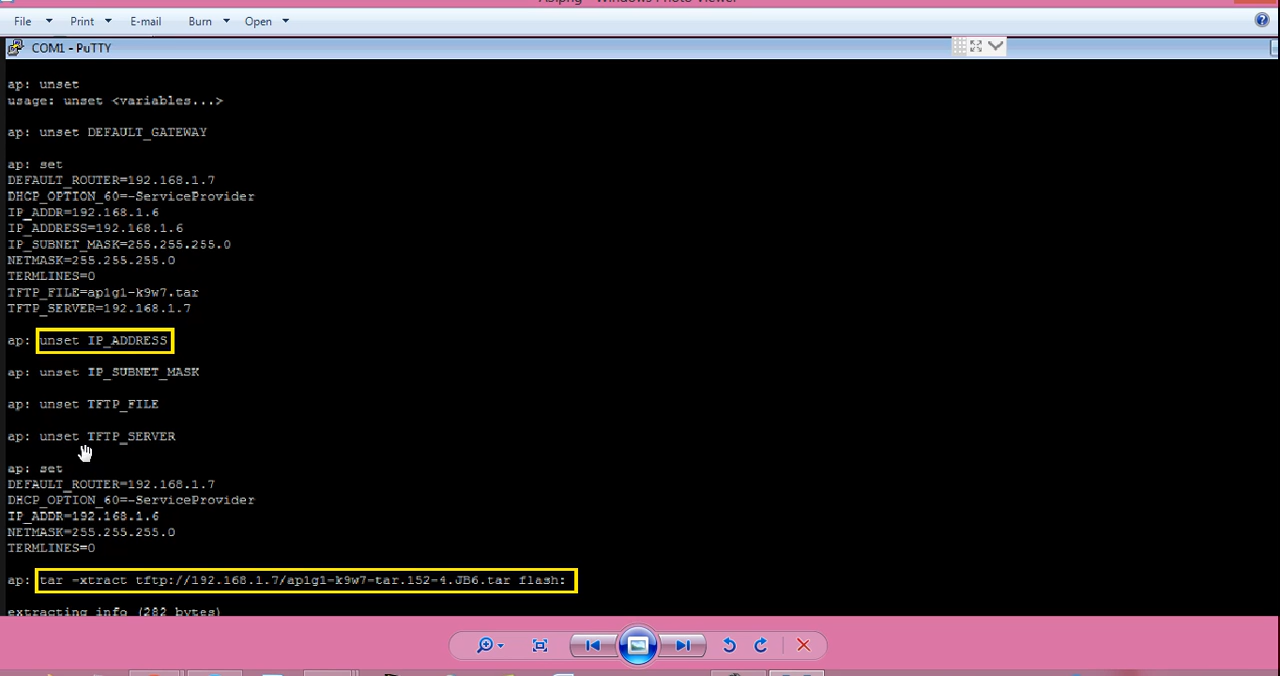 File Print E-mail Burn Open
COM1 - PuTTY
ap: unset
usage: unset <variables...>
ap: unset DEFAULT_GATEWAY
ap: set
DEFAULT_ROUTER=192.168.1.7
DHCP_OPTION_60=-ServiceProvider
IP_ADDR=192.168.1.6
IP_ADDRESS=192.168.1.6
IP_SUBNET_MASK=255.255.255.0
NETMASK=255.255.255.0
TERMLINES=0
TFTP_FILE=ap1g1-k9w7.tar
TFTP_SERVER=192.168.1.7
ap: unset IP_ADDRESS
ap: unset IP_SUBNET_MASK
ap: unset TFTP_FILE
ap: unset TFTP_SERVER
ap: set
DEFAULT_ROUTER=192.168.1.7
DHCP_OPTION_60=-ServiceProvider
IP_ADDR=192.168.1.6
NETMASK=255.255.255.0
TERMLINES=0
ap: tar -xtract tftp://192.168.1.7/ap1g1-k9w7-tar.152-4.JB6.tar flash:
extracting info (282 bytes)